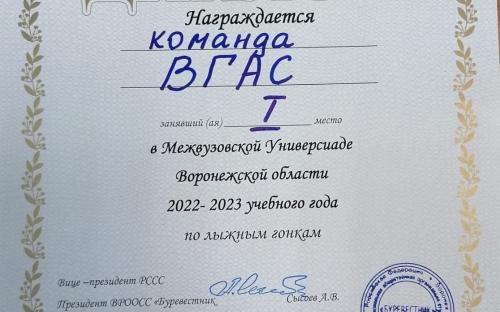 Награждается
команда
ВГАС
занявший (ая) I место
в Межвузовской Универсиаде
Воронежской области
2022- 2023 учебного года
по лыжным гонкам
Вице –президент РССС
Президент ВРООСС «Буревестник Сысоев А.В.
«БУРЕВЕСТНИК